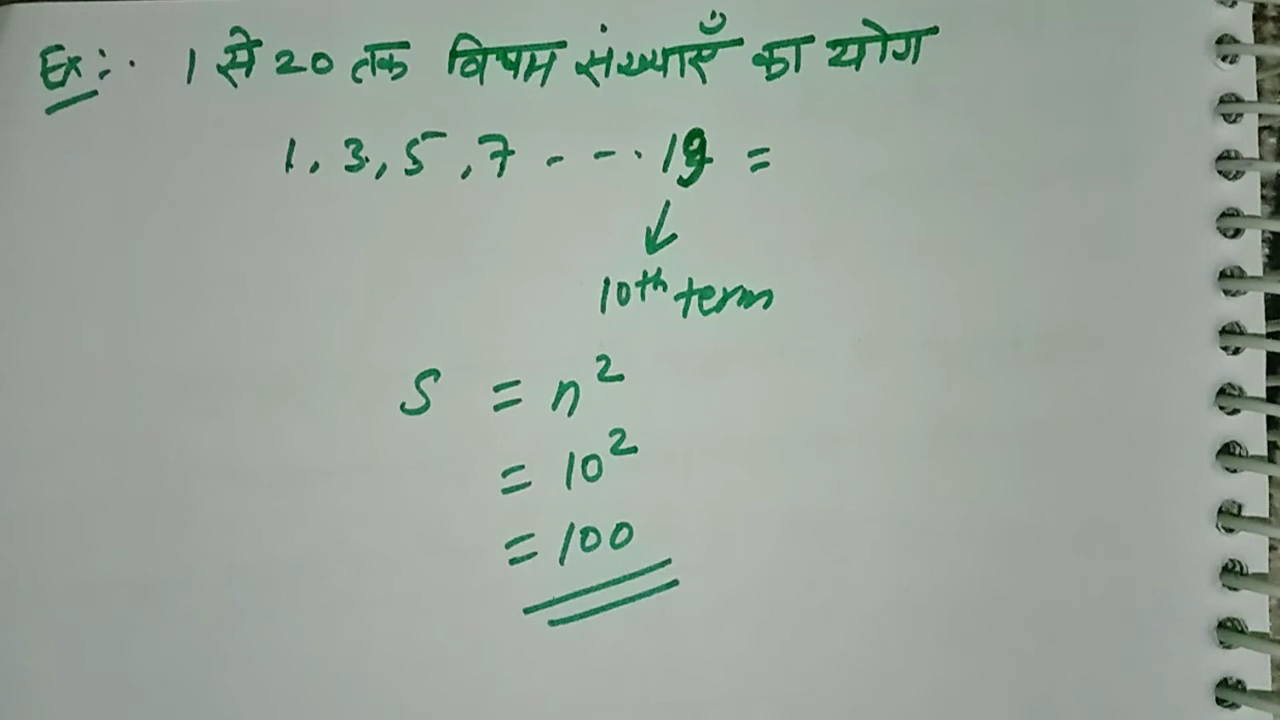 Ex:. 1 से 20 तक विषम संख्याएँ का योग
1, 3, 5, 7 - - . 19 =
↓
10th term
S = n²
= 10²
= 100